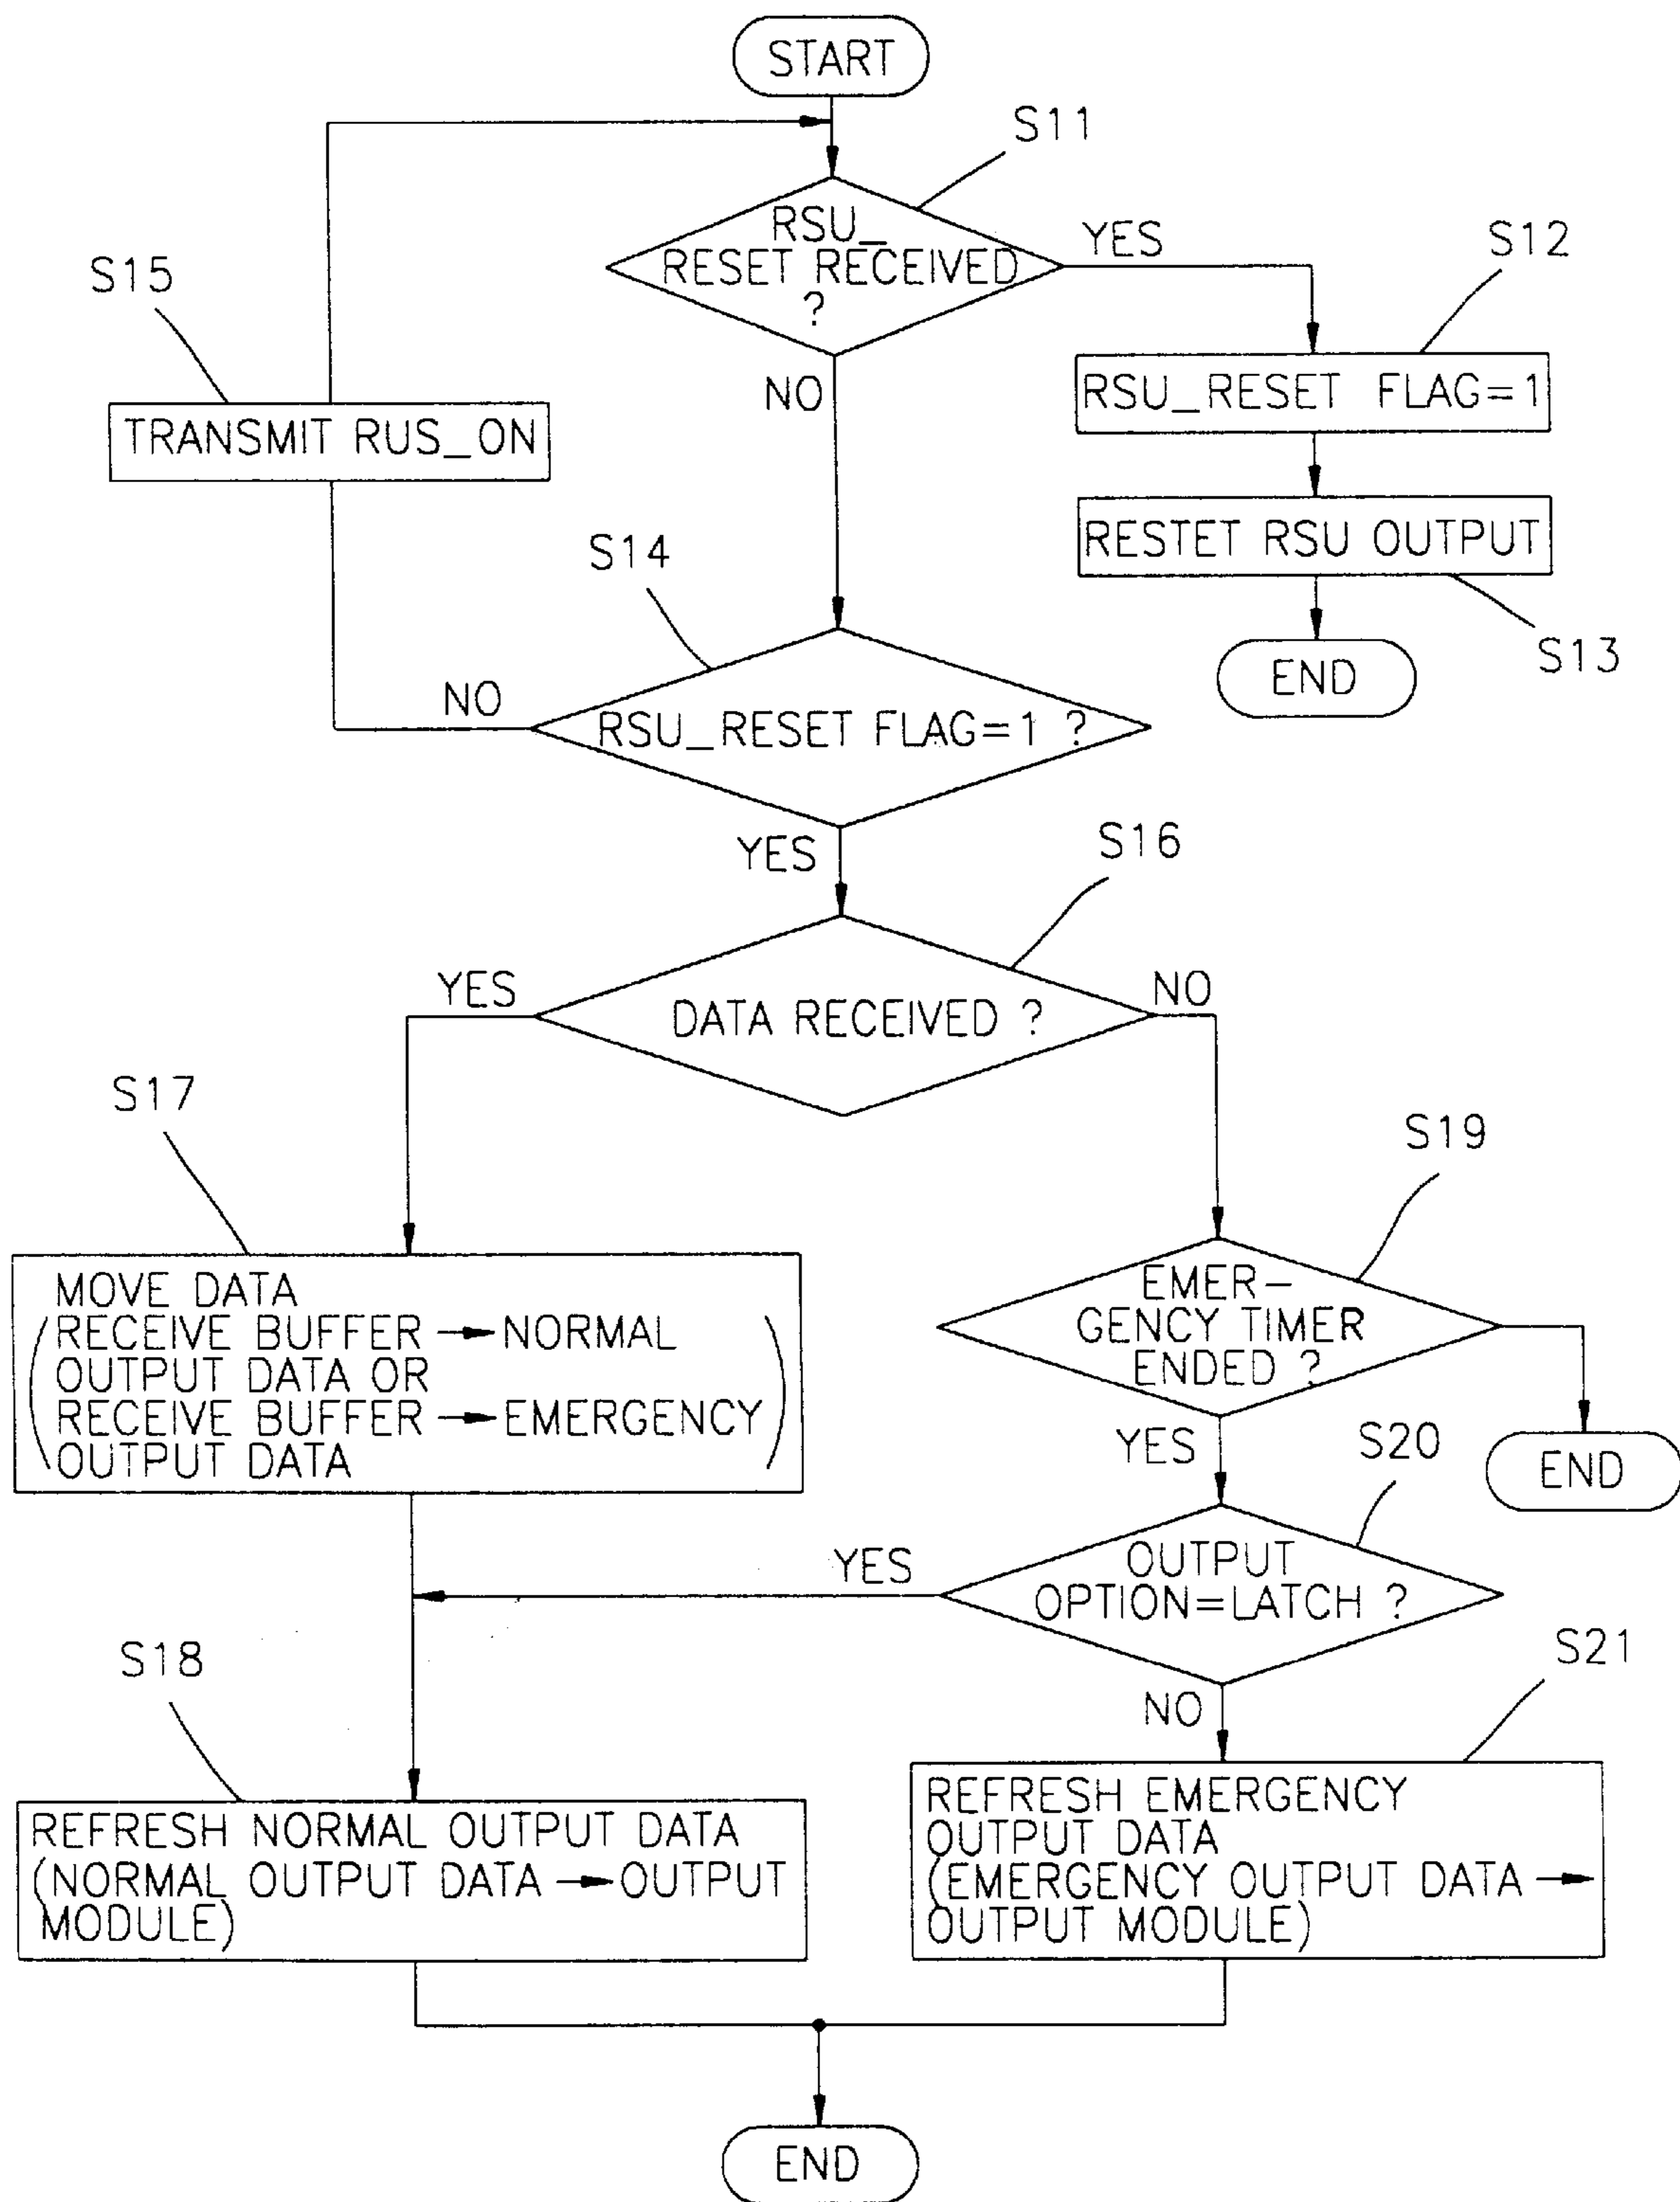 START
S11
RSU_
RESET RECEIVED
?
YES
S12
S15
RSU_RESET FLAG=1
NO
TRANSMIT RUS_ON
RESTET RSU OUTPUT
S14
S13
END
NO
RSU_RESET FLAG=1 ?
YES
S16
YES
DATA RECEIVED ?
NO
S17
S19
MOVE DATA
(RECEIVE BUFFER → NORMAL
OUTPUT DATA OR
RECEIVE BUFFER → EMERGENCY
OUTPUT DATA)
EMER-
GENCY TIMER
ENDED ?
YES
S20
END
YES
OUTPUT
OPTION=LATCH ?
S18
S21
NO
REFRESH NORMAL OUTPUT DATA
(NORMAL OUTPUT DATA → OUTPUT
MODULE)
REFRESH EMERGENCY
OUTPUT DATA
(EMERGENCY OUTPUT DATA →
OUTPUT MODULE)
END